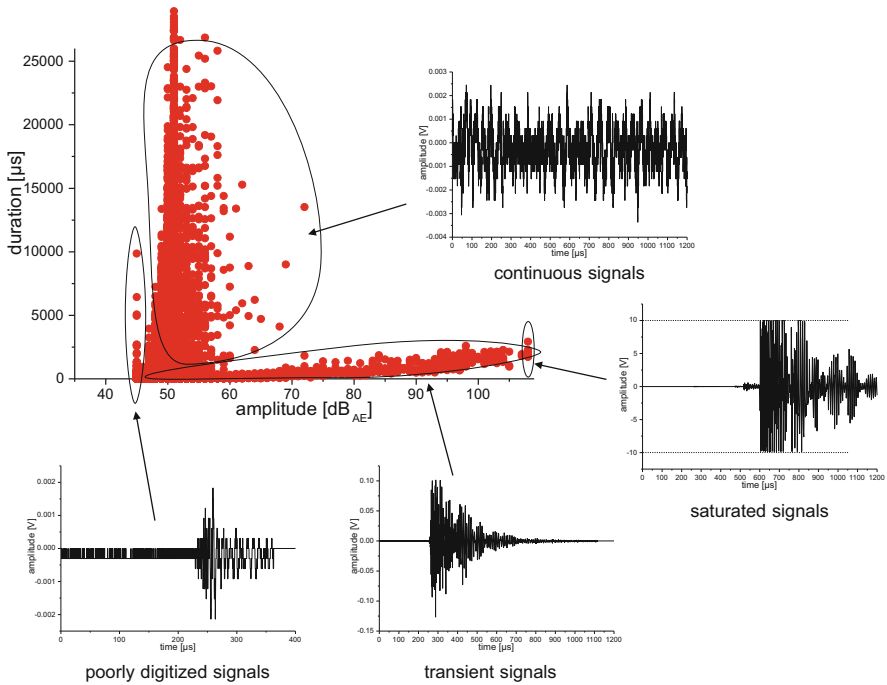 25000
20000
15000
10000
5000
0
duration [µs]
40 50 60 70 80 90 100
amplitude [dB_AE]
0.003
0.002
0.001
0.000
-0.001
-0.002
-0.003
-0.004
amplitude [V]
0 100 200 300 400 500 600 700 800 900 1000 1100 1200
time [µs]
continuous signals
10
5
0
-5
-10
amplitude [V]
0 100 200 300 400 500 600 700 800 900 1000 1100 1200
time [µs]
saturated signals
0.002
0.001
0.000
-0.001
-0.002
amplitude [V]
0 100 200 300 400
time [µs]
poorly digitized signals
0.10
0.05
0.00
-0.05
-0.10
-0.15
amplitude [V]
0 100 200 300 400 500 600 700 800 900 1000 1100 1200
time [µs]
transient signals